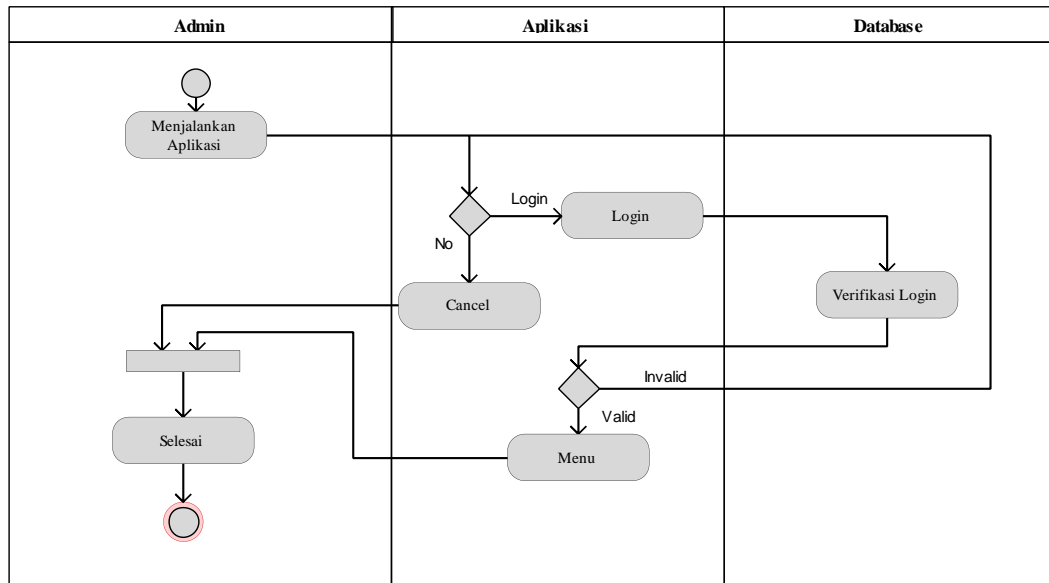 Admin
Aplikasi
Database
Menjalankan
Aplikasi
Login
Login
No
Cancel
Verifikasi Login
Invalid
Valid
Selesai
Menu